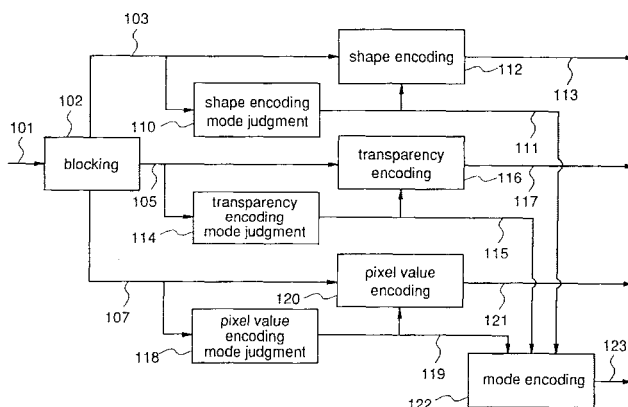 103
shape encoding
112
113
102
shape encoding
mode judgment
110
111
101
blocking
transparency
encoding
105
116
117
transparency
encoding
mode judgment
114
115
pixel value
encoding
107
120
121
pixel value
encoding
mode judgment
118
119
123
mode encoding
122